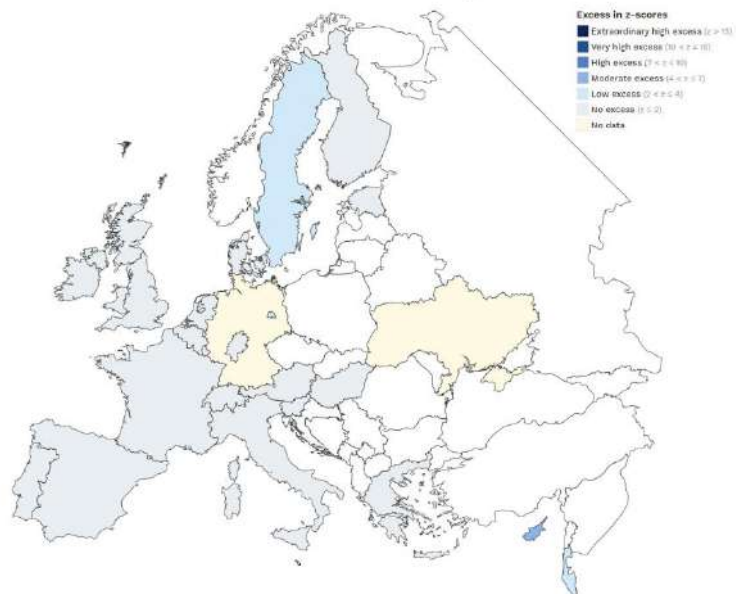 Excess in z-scores
Extraordinary high excess (z > 15)
Very high excess (10 < z ≤ 15)
High excess (7 < z ≤ 10)
Moderate excess (4 < z ≤ 7)
Low excess (2 < z ≤ 4)
No excess (z ≤ 2)
No data